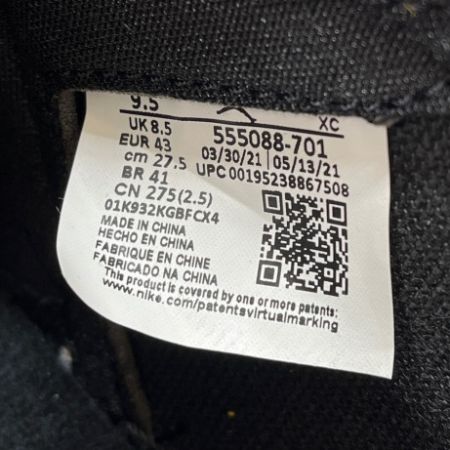 9.5 XC
UK 8.5 555088-701
EUR 43 03/30/21 05/13/21
cm 27.5 UPC 00195238867508
BR 41
CN 275(2.5)
01K932KGBFCX4
MADE IN CHINA
HECHO EN CHINA
FABRIQUE EN CHINE
FABRICADO NA CHINA
This product is covered by one or more patents:
www.nike.com/patentsvirtualmarking